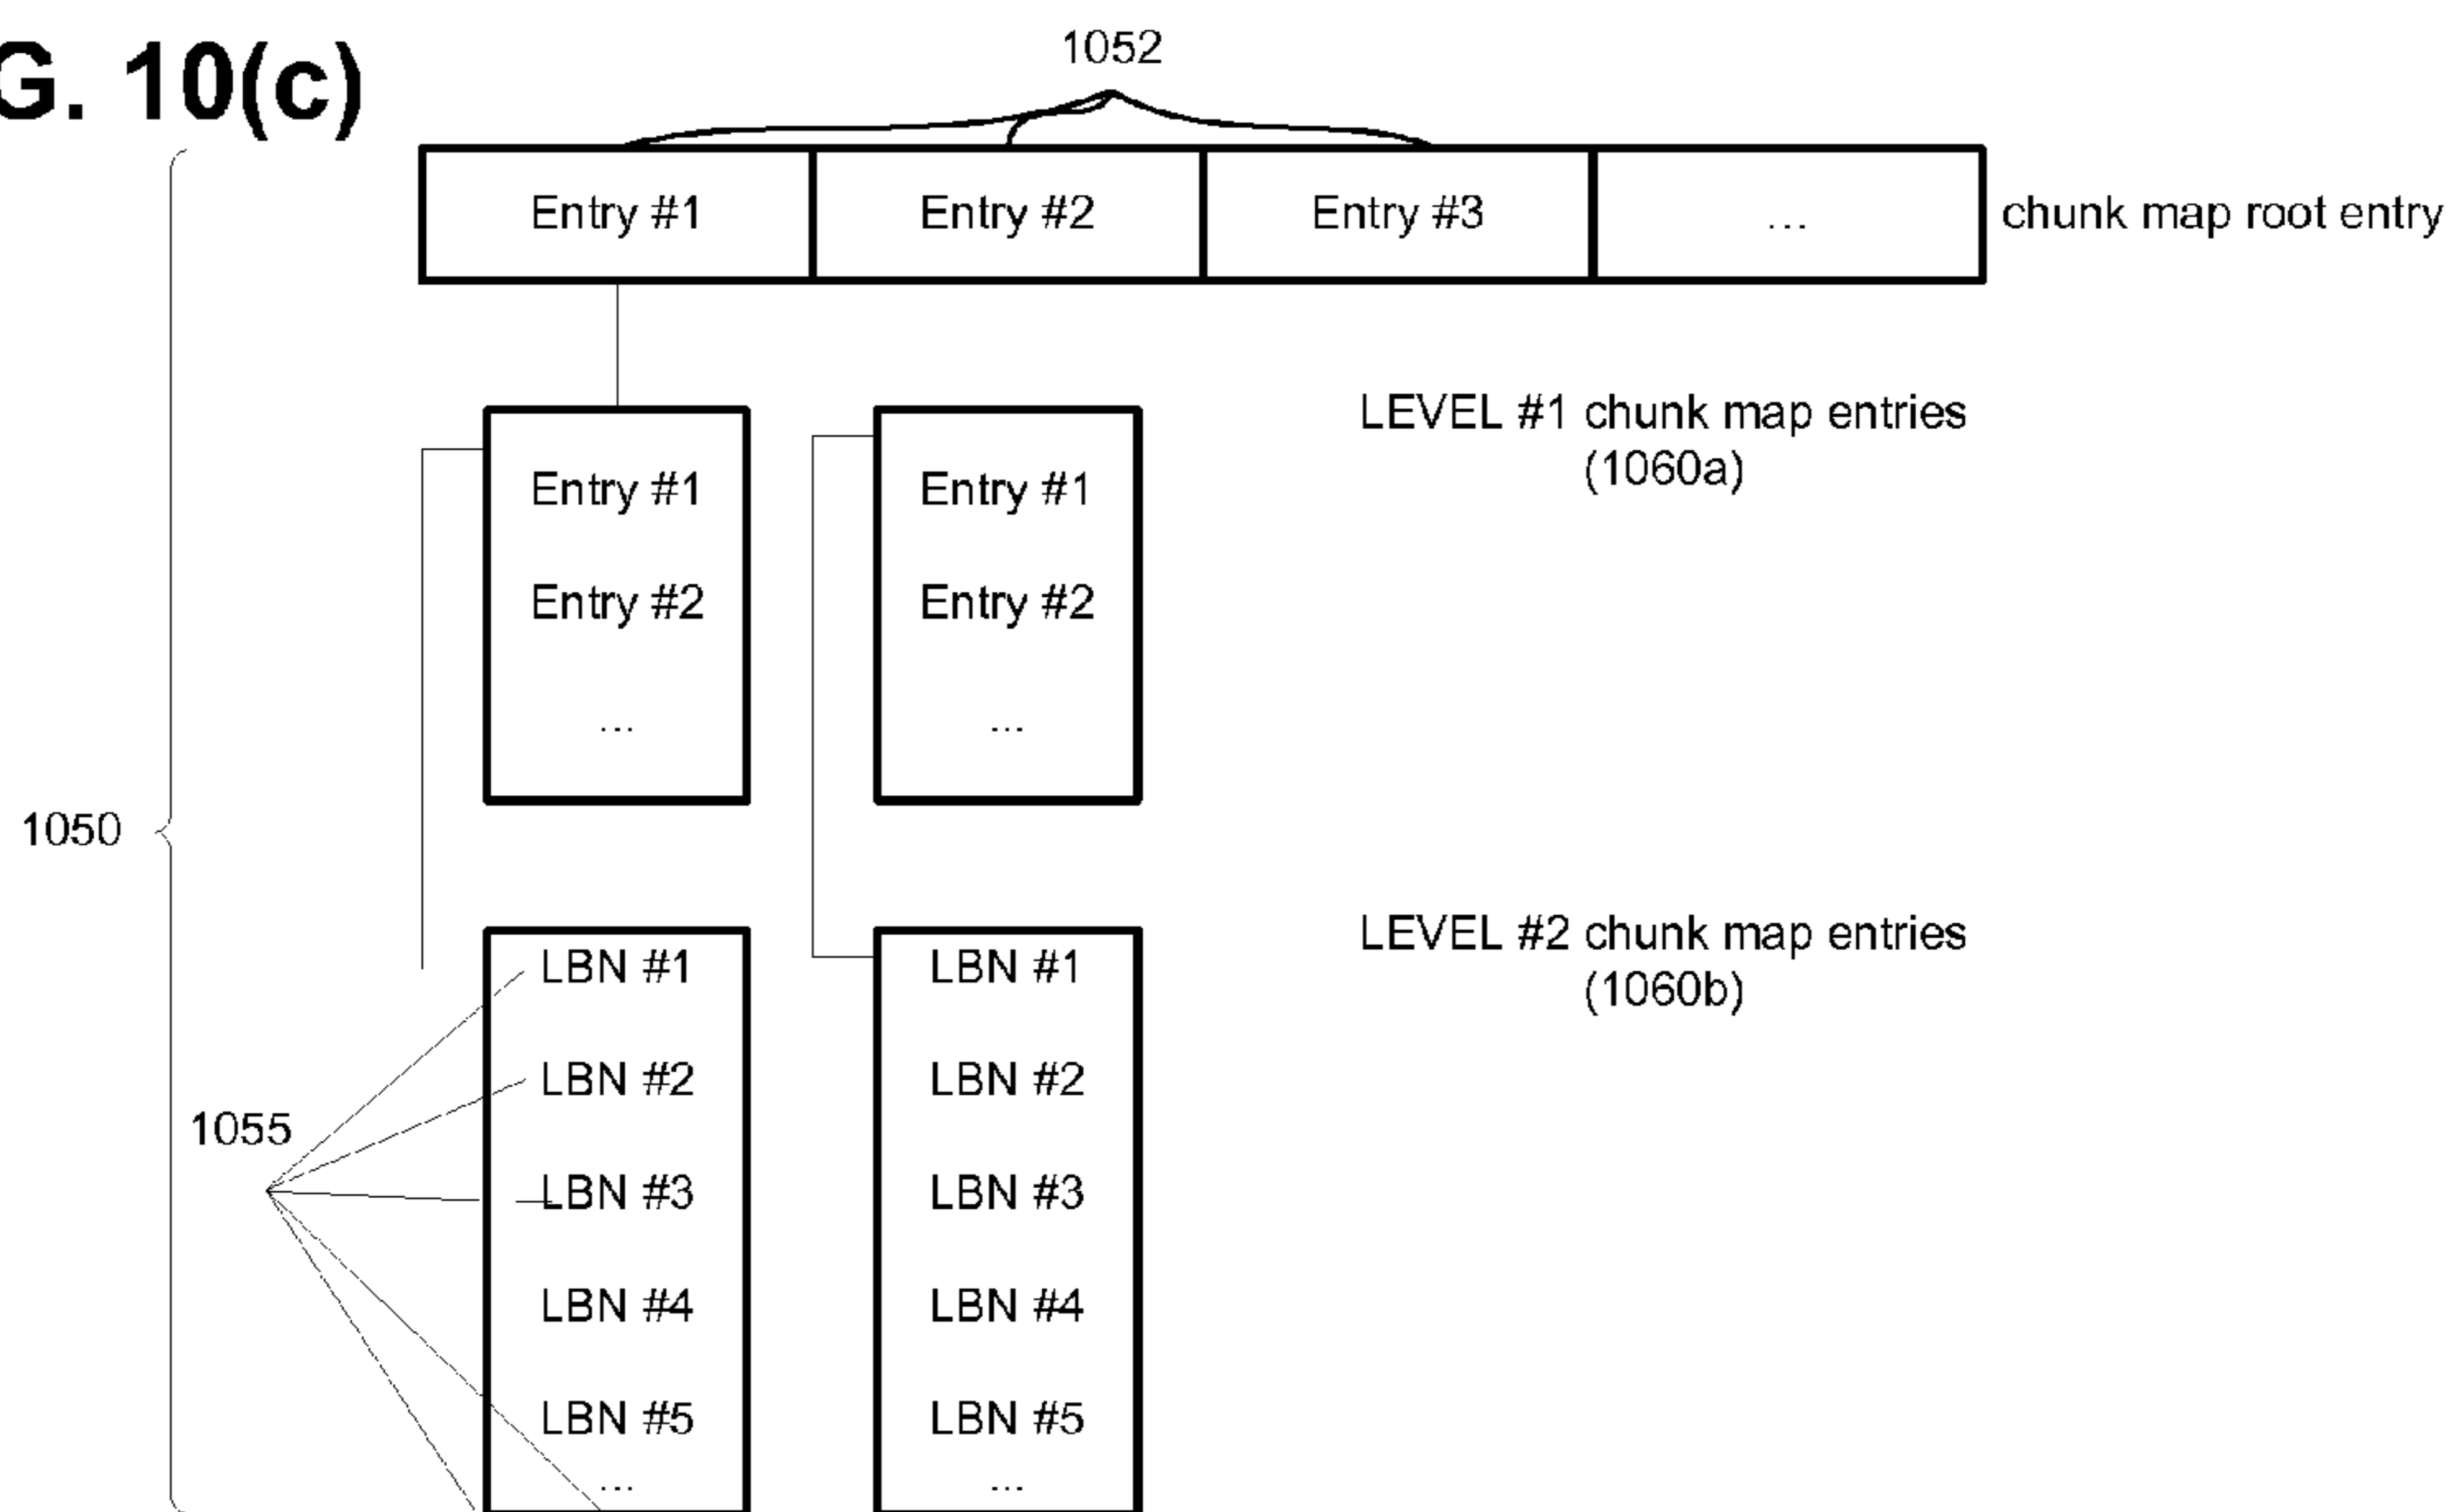 G. 10(c)
1052
Entry #1 Entry #2 Entry #3 ... chunk map root entry
LEVEL #1 chunk map entries
(1060a)
Entry #1 Entry #1
Entry #2 Entry #2
... ...
1050
LEVEL #2 chunk map entries
(1060b)
LBN #1 LBN #1
LBN #2 LBN #2
1055
LBN #3 LBN #3
LBN #4 LBN #4
LBN #5 LBN #5
... ...